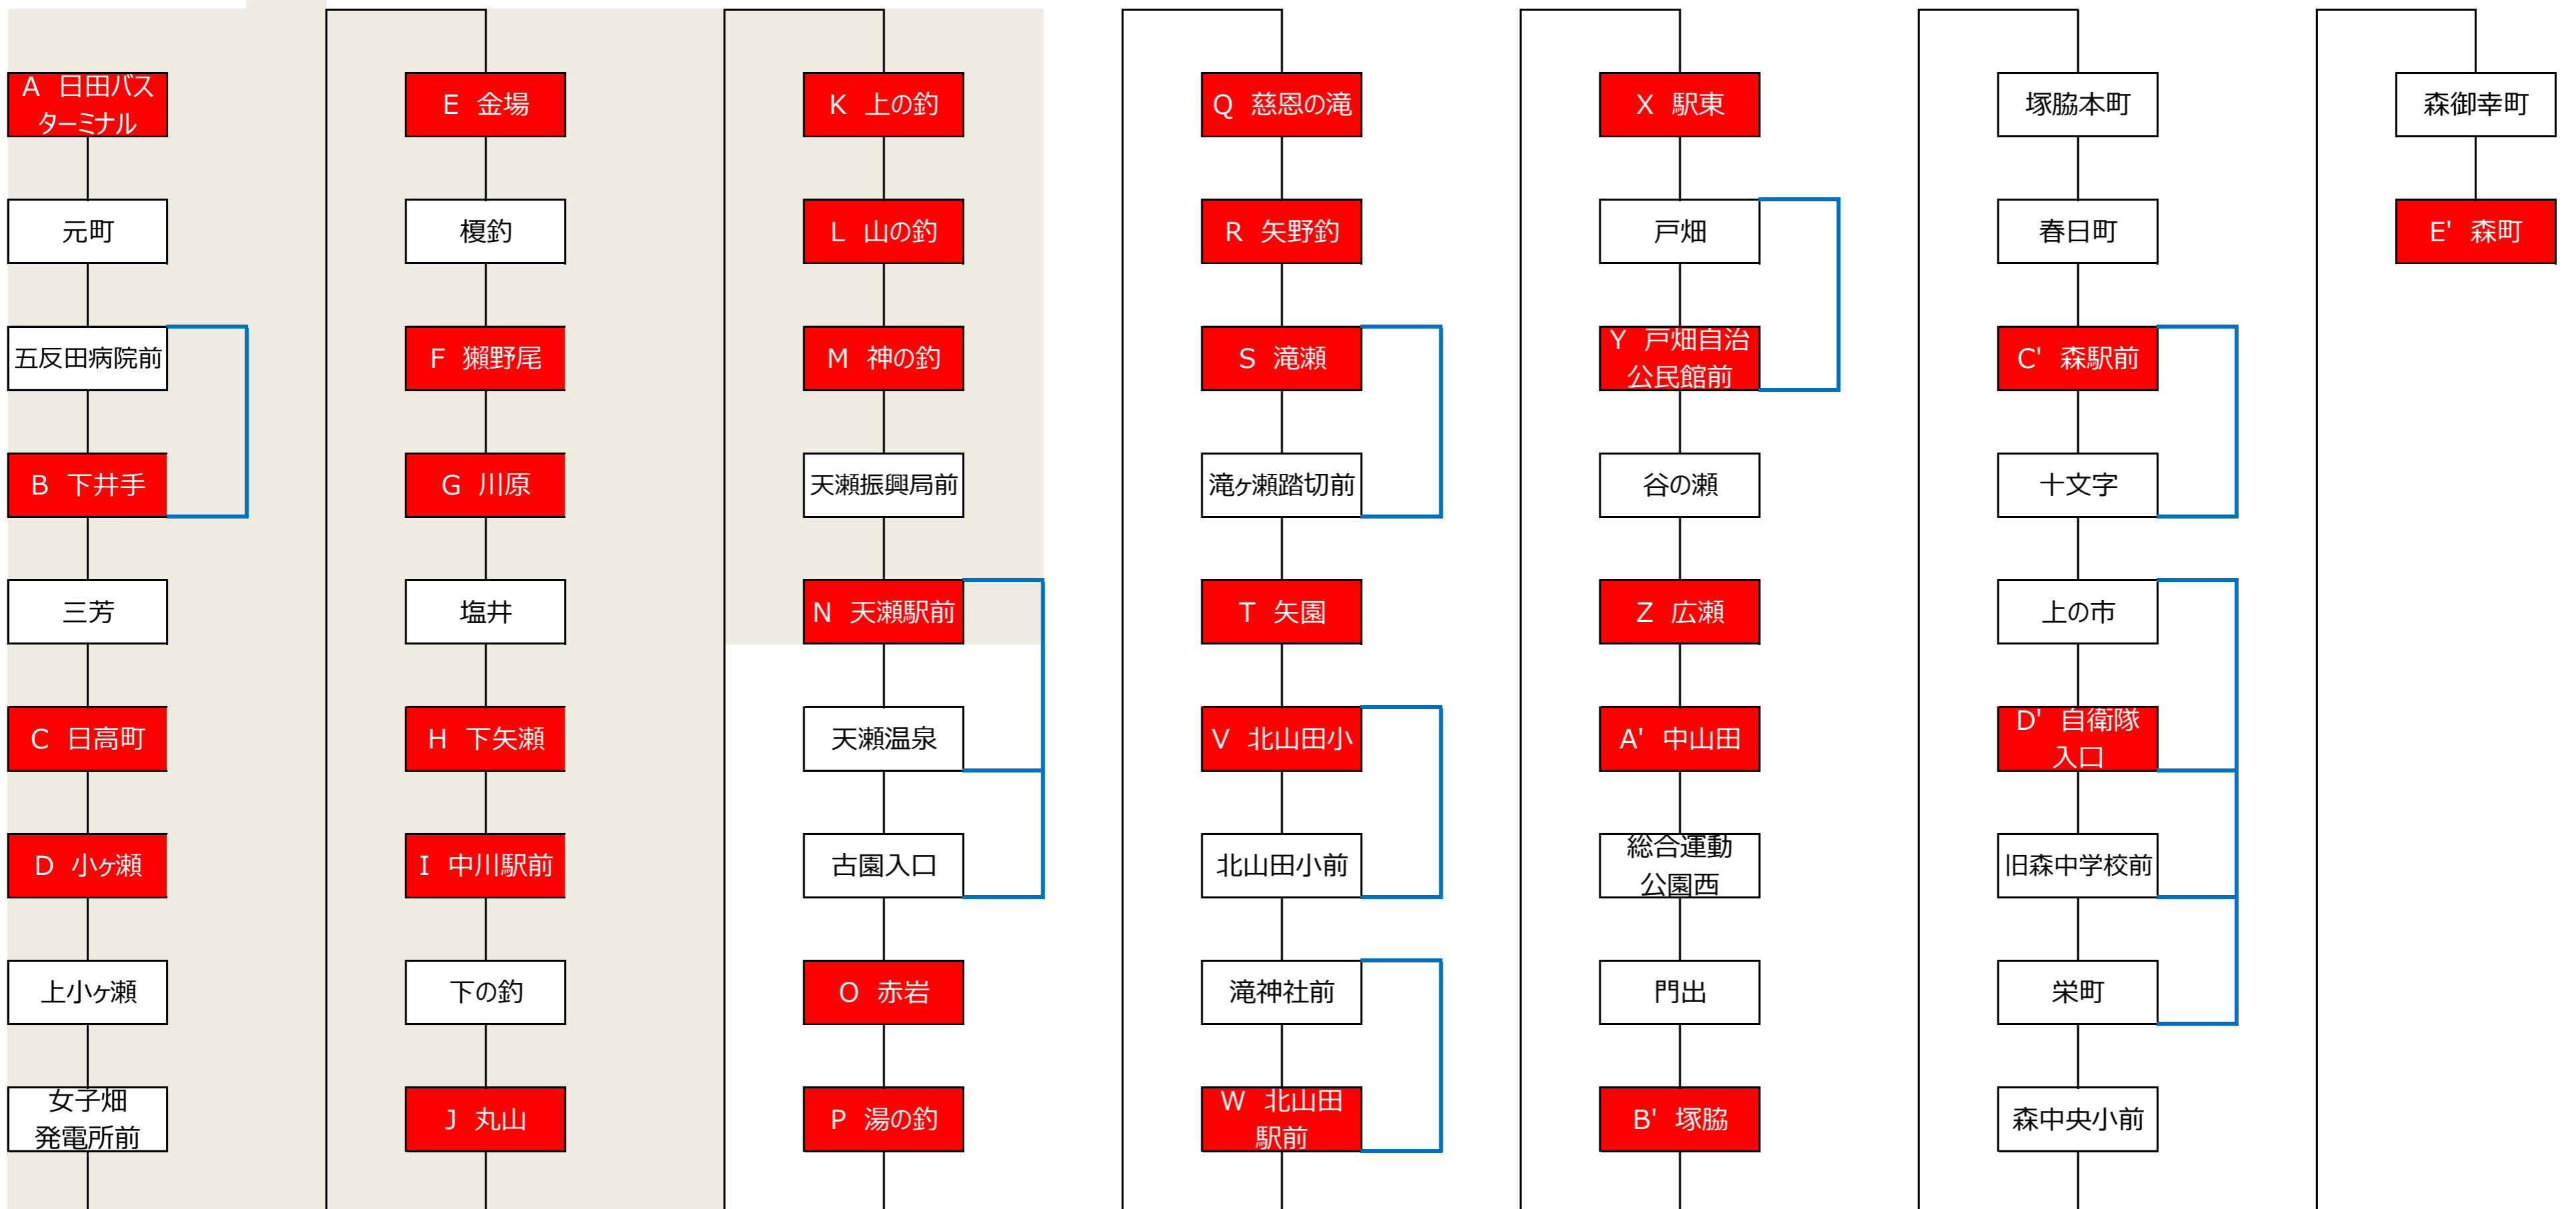 A 日田バス
ターミナル
元町
五反田病院前
B 下井手
三芳
C 日高町
D 小ヶ瀬
上小ヶ瀬
女子畑
発電所前
E 金場
榎釣
F 獺野尾
G 川原
塩井
H 下矢瀬
I 中川駅前
下の釣
J 丸山
K 上の釣
L 山の釣
M 神の釣
天瀬振興局前
N 天瀬駅前
天瀬温泉
古園入口
O 赤岩
P 湯の釣
Q 慈恩の滝
R 矢野釣
S 滝瀬
滝ヶ瀬踏切前
T 矢園
V 北山田小
北山田小前
滝神社前
W 北山田
駅前
X 駅東
戸畑
Y 戸畑自治
公民館前
谷の瀬
Z 広瀬
A' 中山田
総合運動
公園西
門出
B' 塚脇
塚脇本町
春日町
C' 森駅前
十文字
上の市
D' 自衛隊
入口
旧森中学校前
栄町
森中央小前
森御幸町
E' 森町